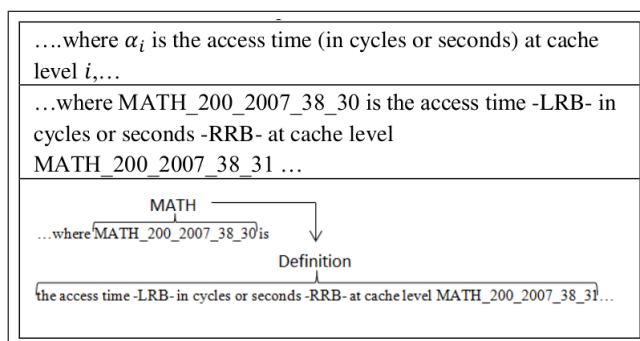 ….where αᵢ is the access time (in cycles or seconds) at cache
level i,…
…where MATH_200_2007_38_30 is the access time -LRB- in
cycles or seconds -RRB- at cache level
MATH_200_2007_38_31 …
MATH
…where MATH_200_2007_38_30 is
Definition
the access time -LRB- in cycles or seconds -RRB- at cache level MATH_200_2007_38_31…